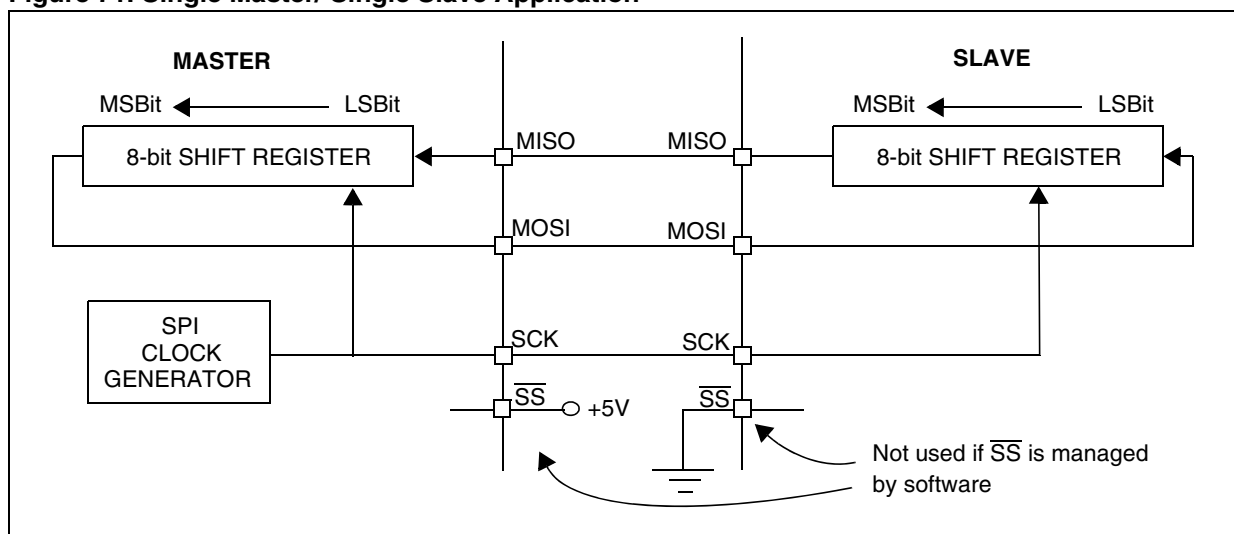 MASTER
SLAVE
MSBit LSBit
MSBit LSBit
8-bit SHIFT REGISTER
MISO
MISO
8-bit SHIFT REGISTER
MOSI
MOSI
SPI
CLOCK
GENERATOR
SCK
SCK
SS
+5V
SS
Not used if SS is managed
by software